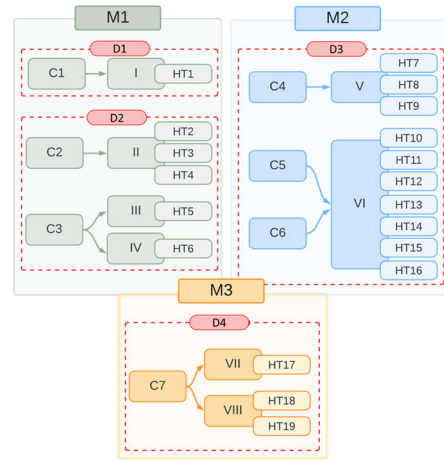 M1
D1
C1
I
HT1
D2
C2
II
HT2
HT3
HT4
C3
III
HT5
IV
HT6
M2
D3
C4
V
HT7
HT8
HT9
C5
C6
VI
HT10
HT11
HT12
HT13
HT14
HT15
HT16
M3
D4
C7
VII
HT17
VIII
HT18
HT19